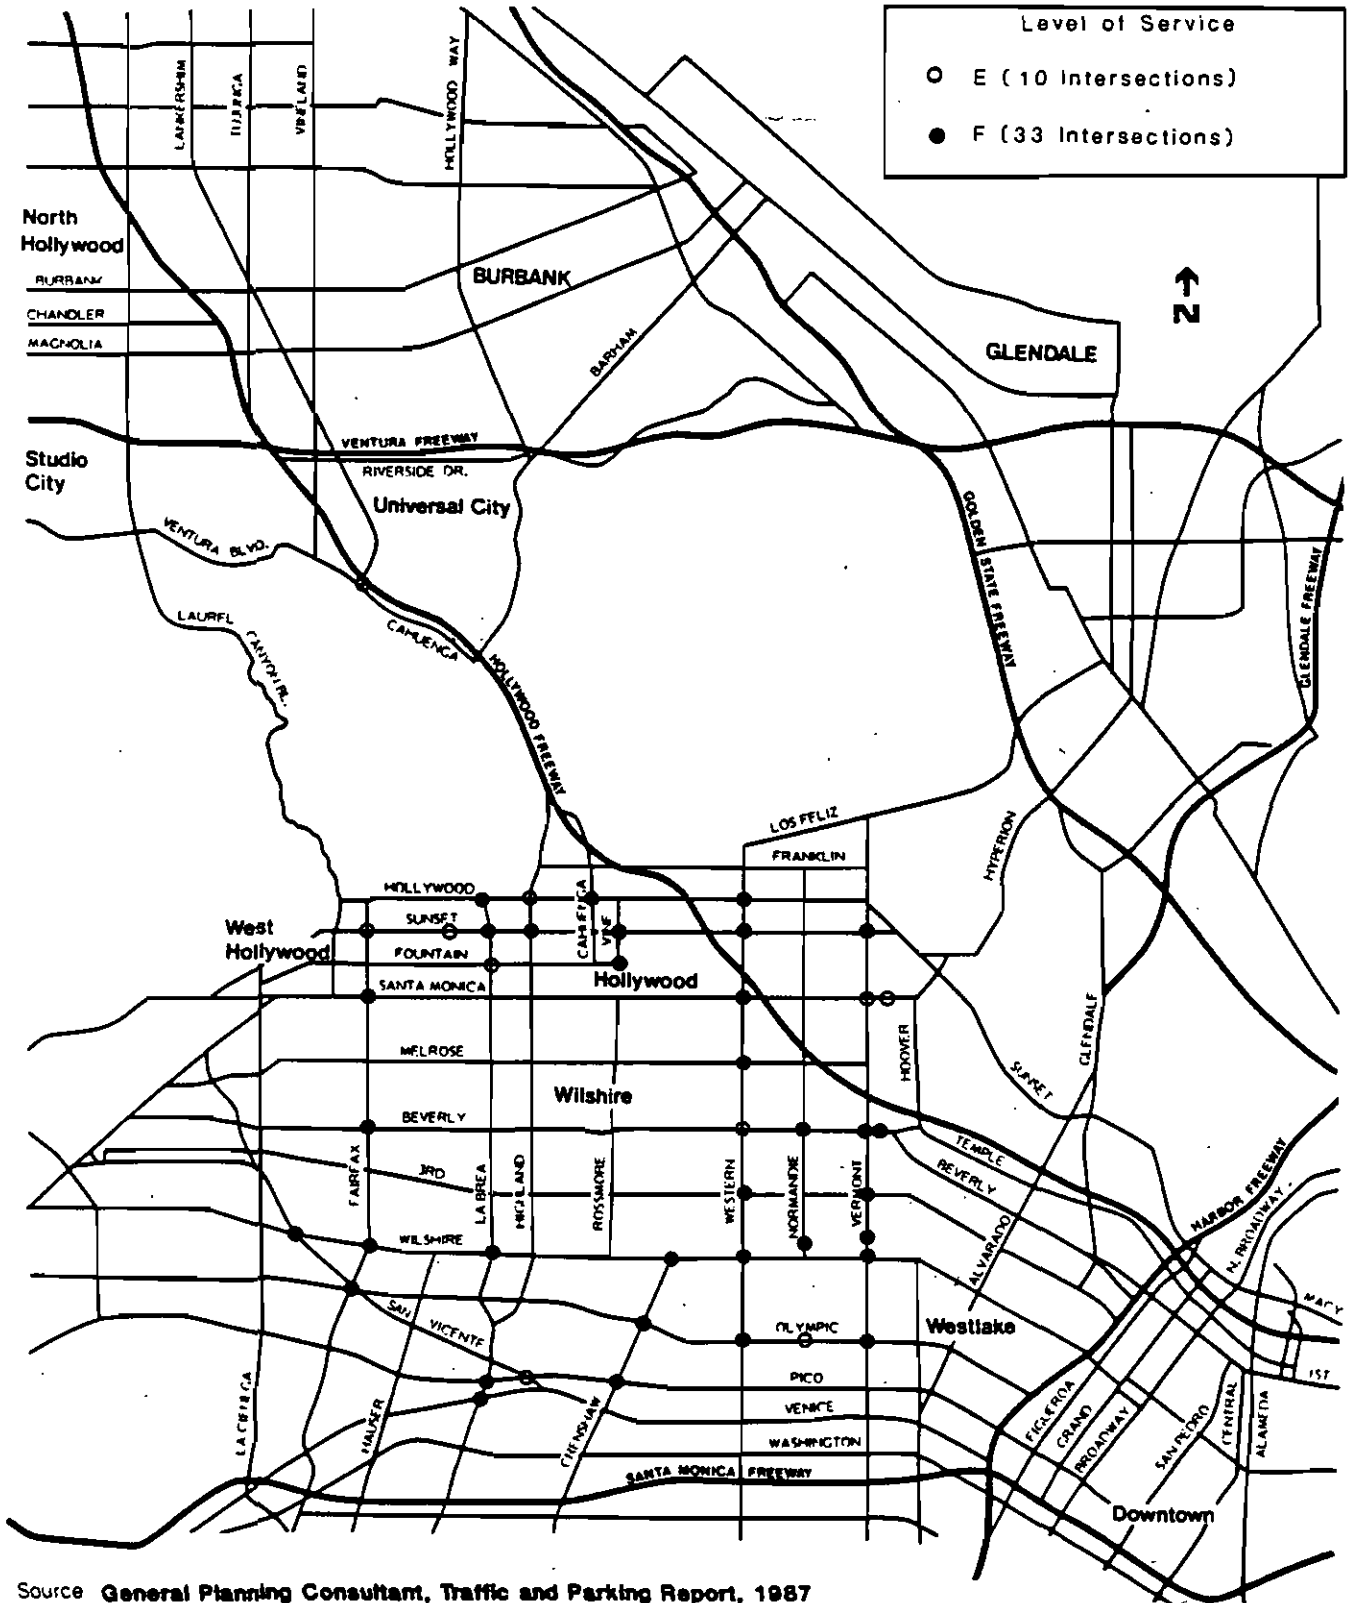 Level of Service
E (10 Intersections)
F (33 Intersections)
LANKERSHIM
TUJUNGA
VINELAND
HOLLYWOOD WAY
North
Hollywood
BURBANK
CHANDLER
MAGNOLIA
BURBANK
BARHAM
N
GLENDALE
Studio
City
VENTURA FREEWAY
RIVERSIDE DR.
Universal City
VENTURA BLVD.
GOLDEN STATE FREEWAY
GLENDALE FREEWAY
LAUREL CANYON BL.
CAHUENGA
HOLLYWOOD FREEWAY
LOS FELIZ
FRANKLIN
HYPERION
HOLLYWOOD
SUNSET
FOUNTAIN
SANTA MONICA
CAHUENGA
VINE
West
Hollywood
Hollywood
MELROSE
HOOVER
GLENDALE
SUNSET
Wilshire
BEVERLY
TEMPLE
BEVERLY
FAIRFAX
3RD
LA BREA
HIGHLAND
ROSSMORE
WESTERN
NORMANDIE
VERMONT
ALVARADO
HARBOR FREEWAY
N. BROADWAY
WILSHIRE
MACY
SAN VICENTE
OLYMPIC
Westlake
1ST
PICO
VENICE
WASHINGTON
LA CIENEGA
HAUSER
CRENSHAW
FIGUEROA
GRAND
BROADWAY
SAN PEDRO
CENTRAL
ALAMEDA
SANTA MONICA FREEWAY
Downtown
Source General Planning Consultant, Traffic and Parking Report, 1987